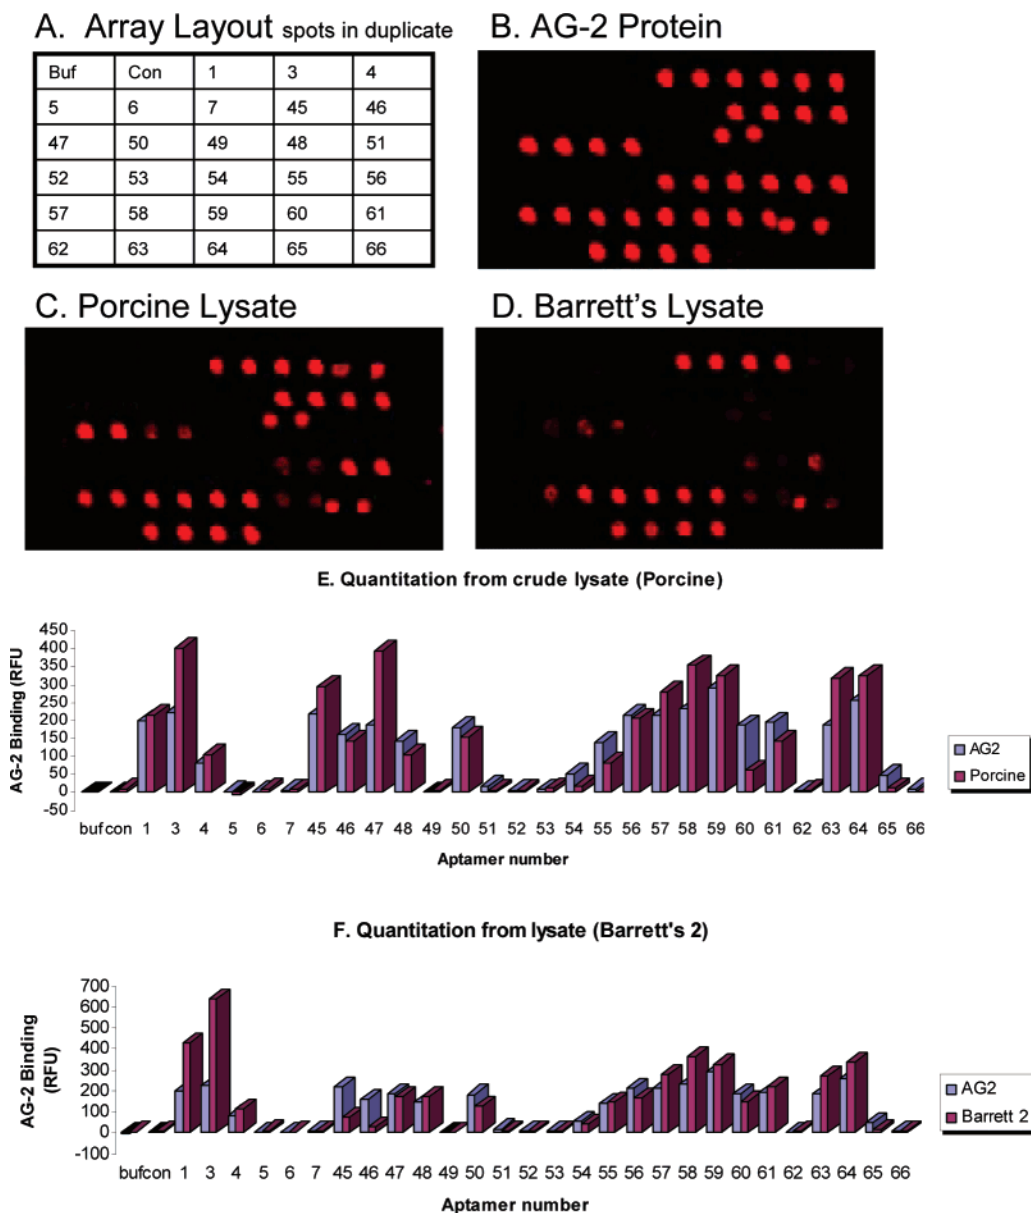 A. Array Layout spots in duplicate
B. AG-2 Protein
Buf Con 1 3 4
5 6 7 45 46
47 50 49 48 51
52 53 54 55 56
57 58 59 60 61
62 63 64 65 66
C. Porcine Lysate
D. Barrett's Lysate
E. Quantitation from crude lysate (Porcine)
AG-2 Binding (RFU
450
400
350
300
250
200
150
100
50
0
-50
buf con 1 3 4 5 6 7 45 46 47 48 49 50 51 52 53 54 55 56 57 58 59 60 61 62 63 64 65 66
Aptamer number
AG2
Porcine
F. Quantitation from lysate (Barrett's 2)
AG-2 Binding
(RFU)
700
600
500
400
300
200
100
0
-100
bufcon 1 3 4 5 6 7 45 46 47 48 49 50 51 52 53 54 55 56 57 58 59 60 61 62 63 64 65 66
Aptamer number
AG2
Barrett 2